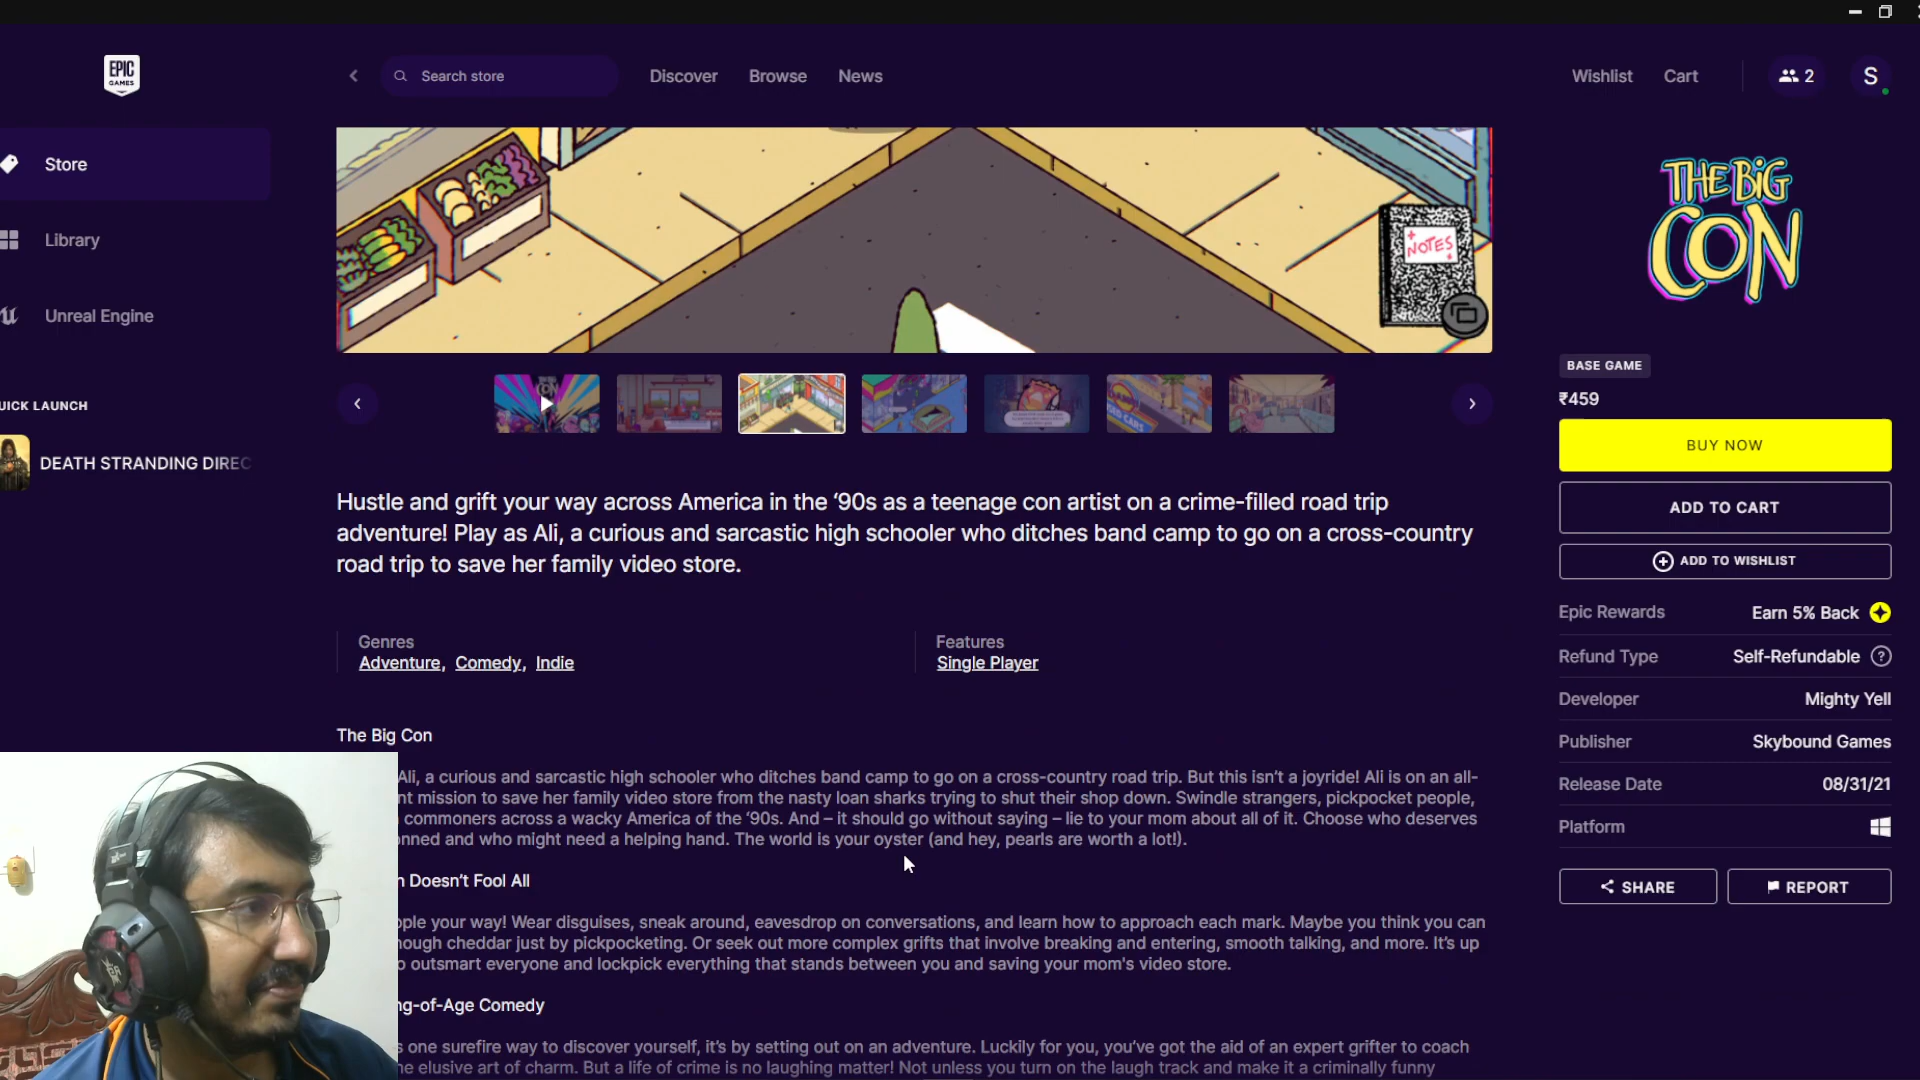 EPIC
GAMES
Search store
Discover
Browse
News
Wishlist
Cart
2
S
Store
Library
Unreal Engine
UICK LAUNCH
DEATH STRANDING DIREC
NOTES
THE BIG
CON
BASE GAME
₹459
BUY NOW
ADD TO CART
ADD TO WISHLIST
Epic Rewards Earn 5% Back
Refund Type Self-Refundable ?
Developer Mighty Yell
Publisher Skybound Games
Release Date 08/31/21
Platform
SHARE
REPORT
Hustle and grift your way across America in the ‘90s as a teenage con artist on a crime-filled road trip
adventure! Play as Ali, a curious and sarcastic high schooler who ditches band camp to go on a cross-country
road trip to save her family video store.
Genres
Adventure, Comedy, Indie
Features
Single Player
The Big Con
Ali, a curious and sarcastic high schooler who ditches band camp to go on a cross-country road trip. But this isn’t a joyride! Ali is on an all-
nt mission to save her family video store from the nasty loan sharks trying to shut their shop down. Swindle strangers, pickpocket people,
commoners across a wacky America of the ‘90s. And – it should go without saying – lie to your mom about all of it. Choose who deserves
nned and who might need a helping hand. The world is your oyster (and hey, pearls are worth a lot!).
n Doesn’t Fool All
ople your way! Wear disguises, sneak around, eavesdrop on conversations, and learn how to approach each mark. Maybe you think you can
nough cheddar just by pickpocketing. Or seek out more complex grifts that involve breaking and entering, smooth talking, and more. It’s up
o outsmart everyone and lockpick everything that stands between you and saving your mom's video store.
ng-of-Age Comedy
s one surefire way to discover yourself, it’s by setting out on an adventure. Luckily for you, you’ve got the aid of an expert grifter to coach
he elusive art of charm. But a life of crime is no laughing matter! Not unless you turn on the laugh track and make it a criminally funny